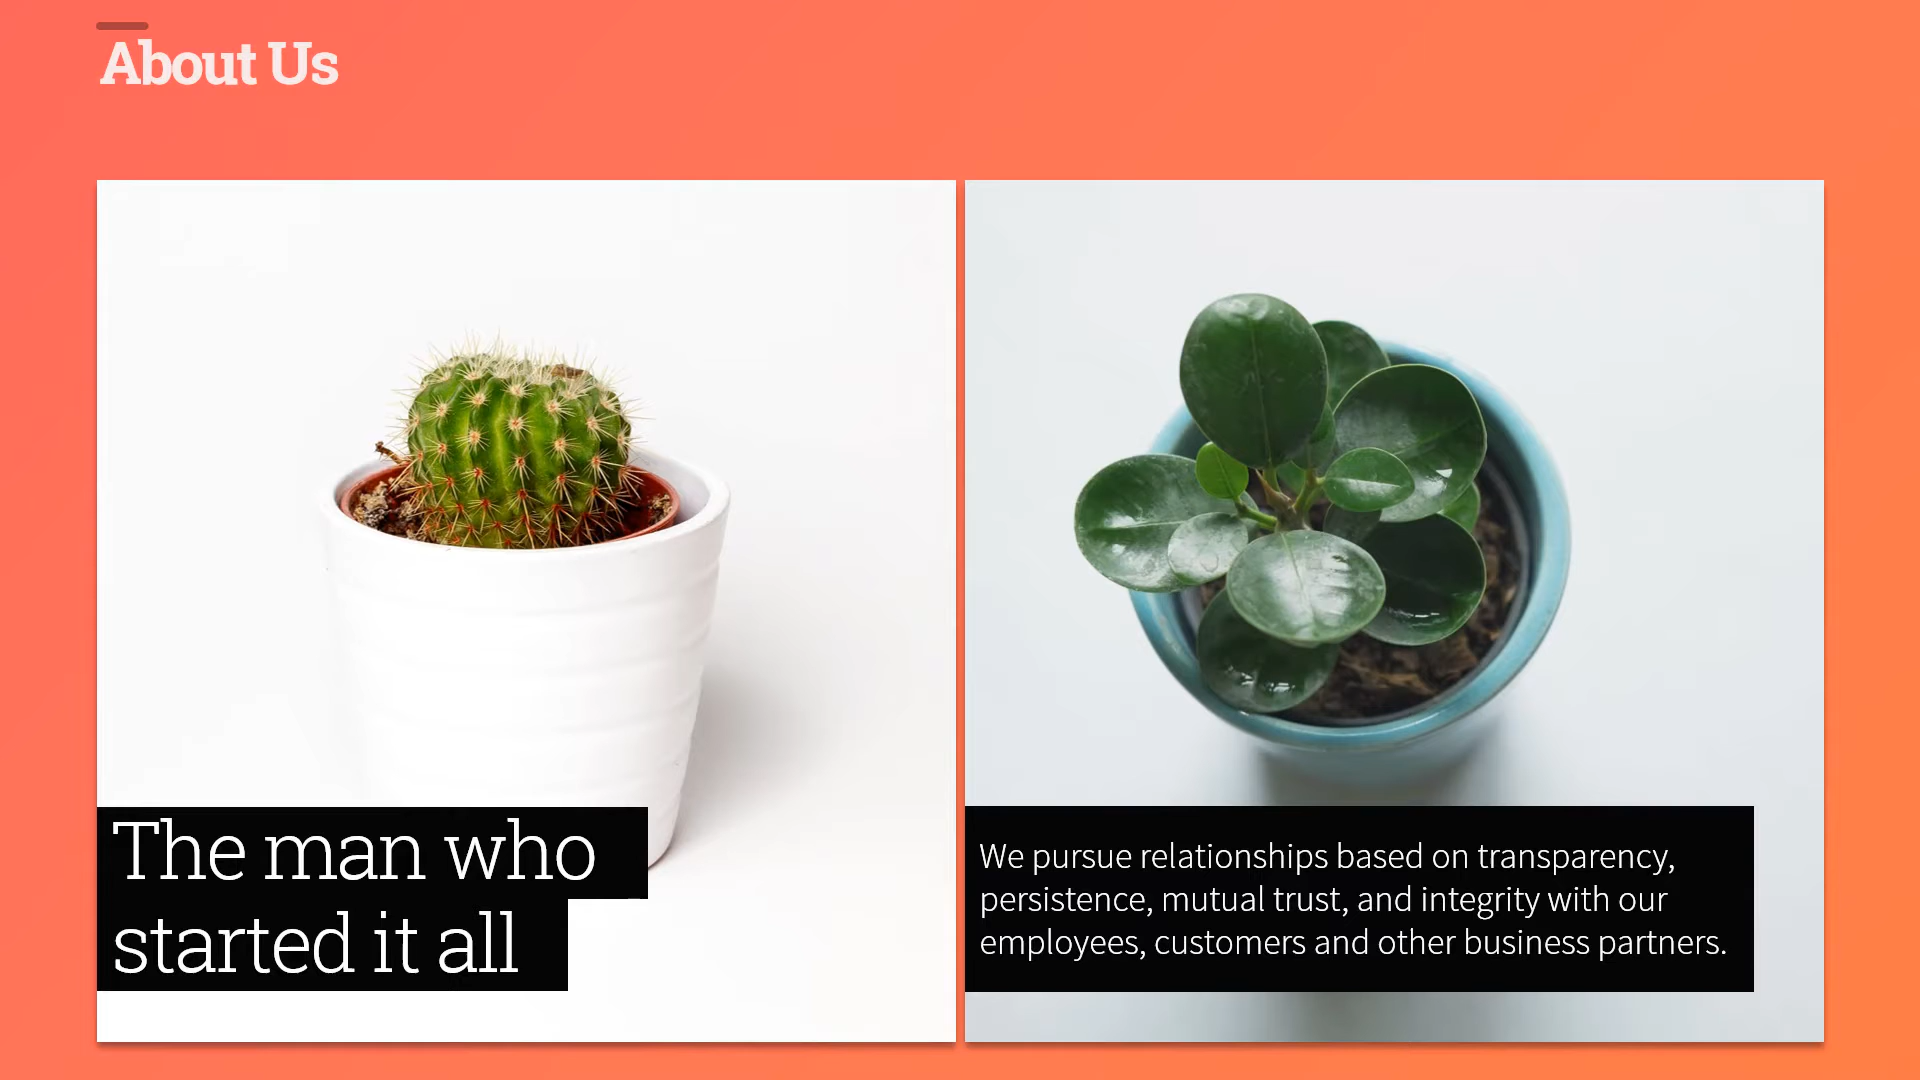 About Us
The man who
started it all
We pursue relationships based on transparency,
persistence, mutual trust, and integrity with our
employees, customers and other business partners.